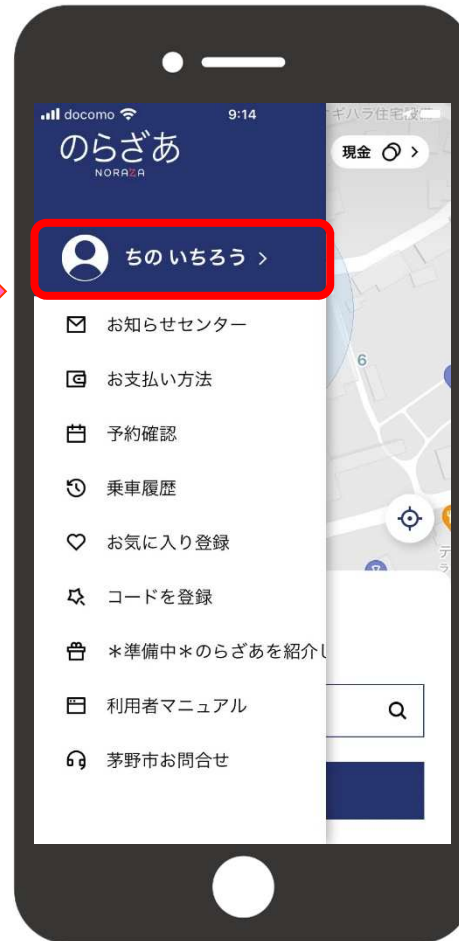 docomo 9:14
のらざあ
NORAZA
現金 >
ちの いちろう >
お知らせセンター
お支払い方法
6
予約確認
乗車履歴
お気に入り登録
コードを登録
＊準備中＊のらざあを紹介し
利用者マニュアル
茅野市お問合せ